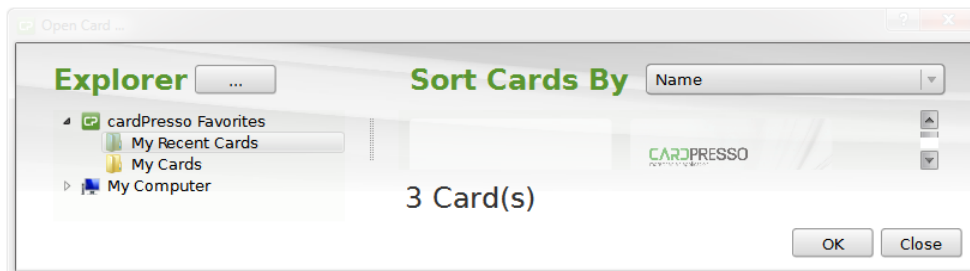 Open Card ...
Explorer ...
Sort Cards By Name
cardPresso Favorites
My Recent Cards
My Cards
My Computer
CARDPRESSO
3 Card(s)
OK Close